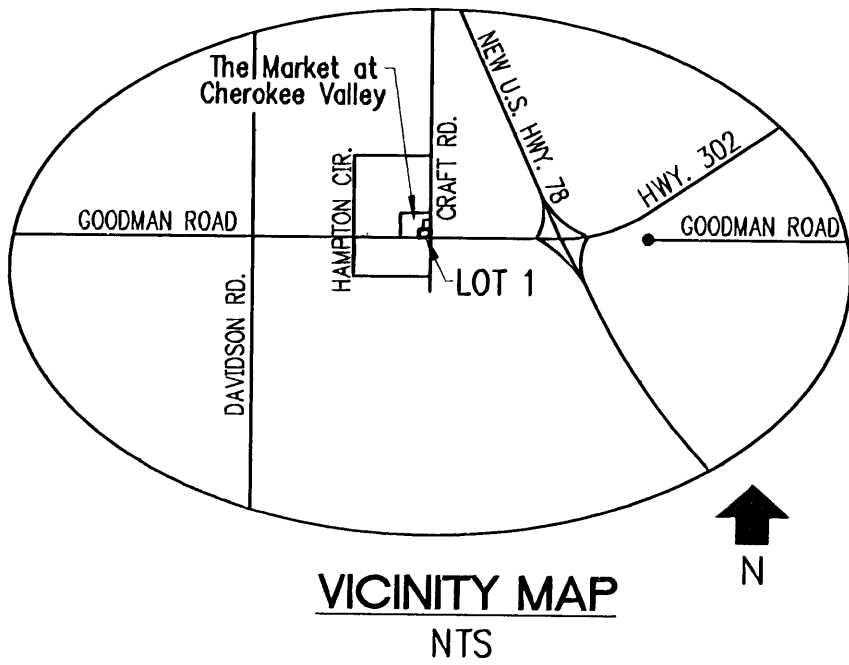 The Market at
Cherokee Valley
NEW U.S. HWY. 78
CRAFT RD.
HWY. 302
HAMPTON CIR.
GOODMAN ROAD
GOODMAN ROAD
LOT 1
DAVIDSON RD.
N
VICINITY MAP
NTS